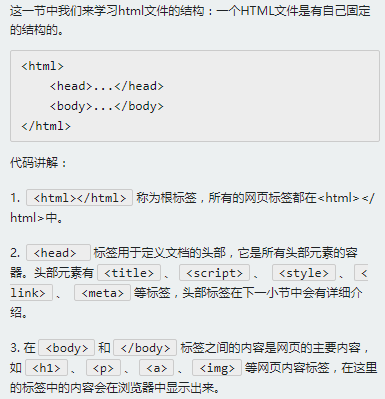 这一节中我们来学习html文件的结构：一个HTML文件是有自己固定
的结构的。
<html>
    <head>...</head>
    <body>...</body>
</html>
代码讲解：
1. <html></html> 称为根标签，所有的网页标签都在<html></
html>中。
2. <head> 标签用于定义文档的头部，它是所有头部元素的容
器。头部元素有 <title> 、 <script> 、 <style> 、 <
link> 、 <meta> 等标签，头部标签在下一小节中会有详细介
绍。
3. 在 <body> 和 </body> 标签之间的内容是网页的主要内容，
如 <h1> 、 <p> 、 <a> 、 <img> 等网页内容标签，在这里
的标签中的内容会在浏览器中显示出来。